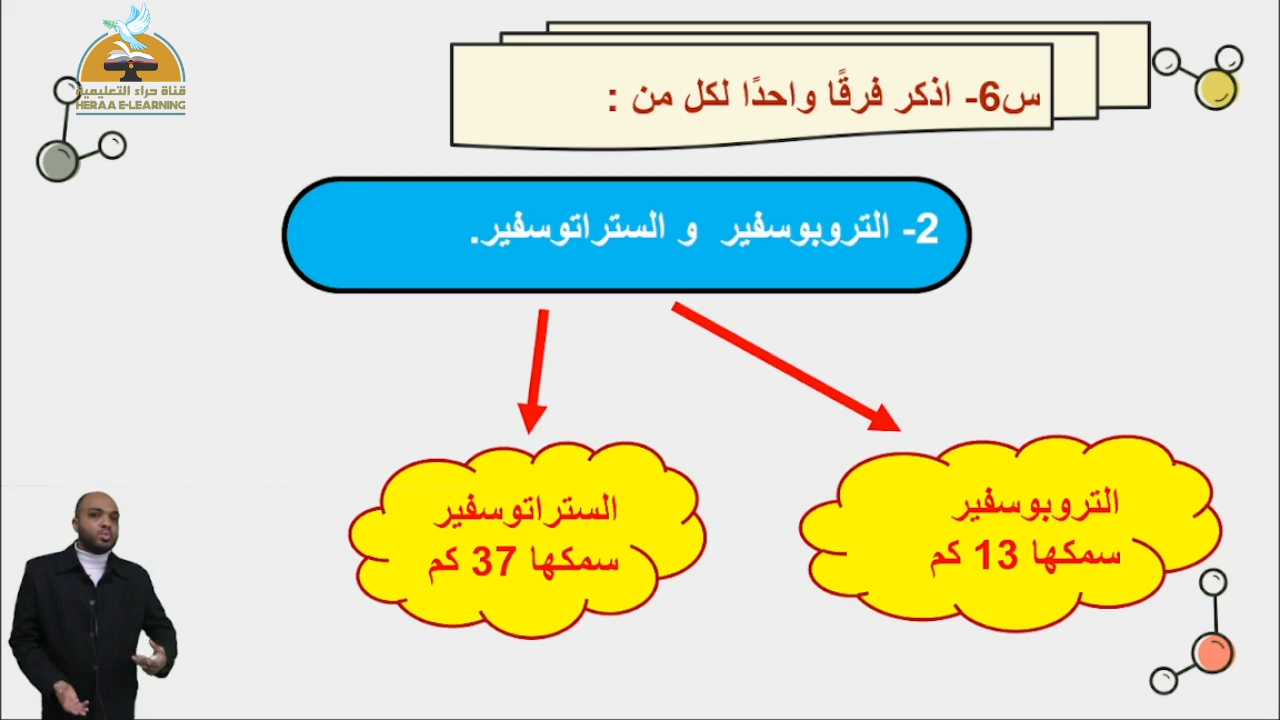 قناة حراء التعليمية
HERAA E-LEARNING
س6- اذكر فرقًا واحدًا لكل من :
2- التروبوسفير و الستراتوسفير.
التروبوسفير
سمكها 13 كم
الستراتوسفير
سمكها 37 كم